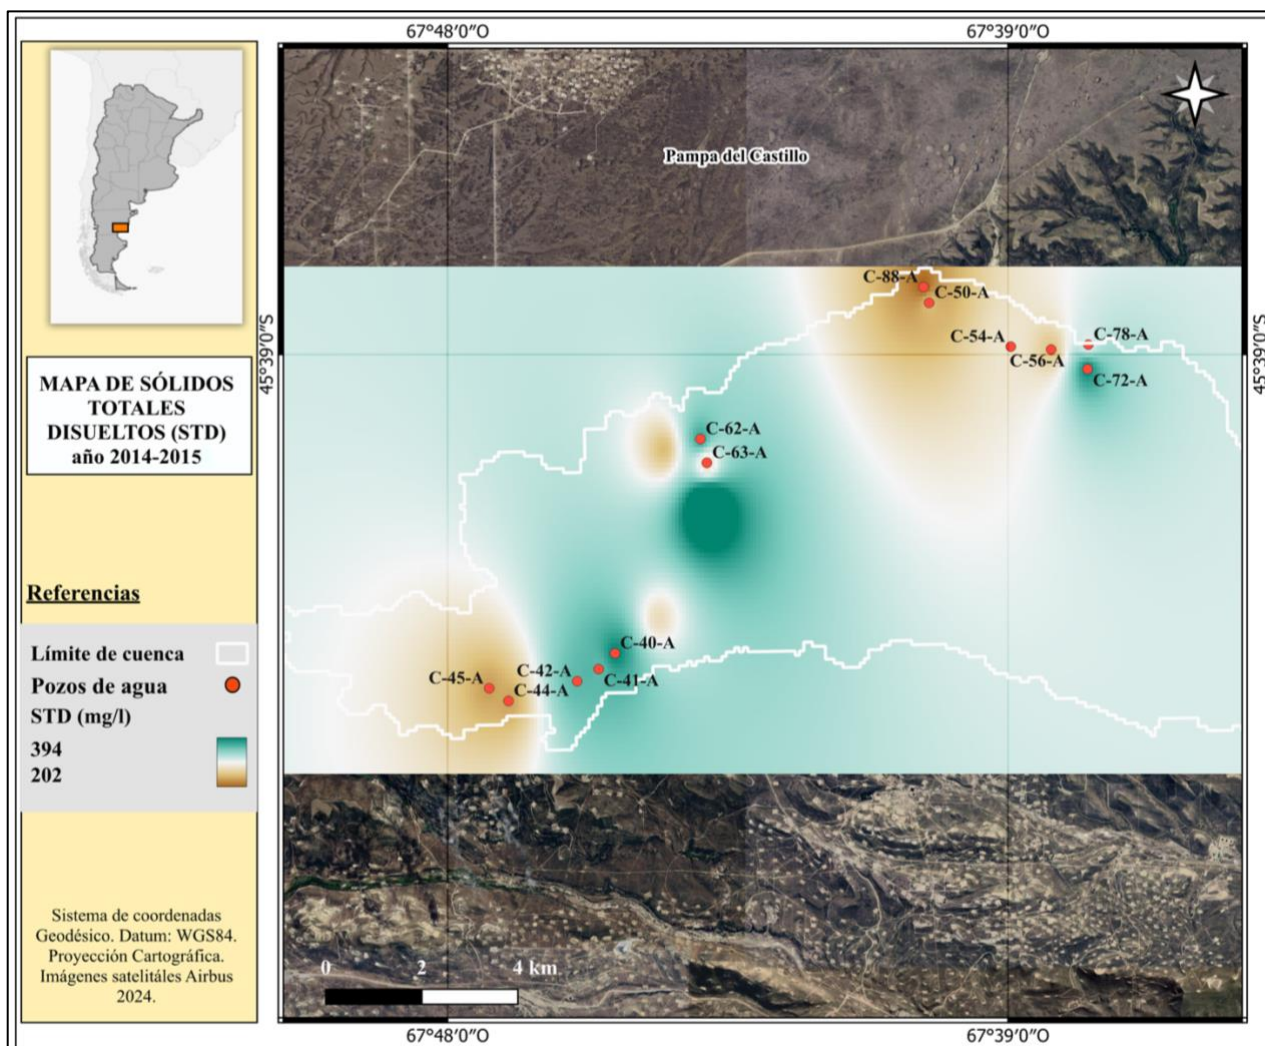 67°48'0"O
67°39'0"O
Pampa del Castillo
45°39'0"S
45°39'0"S
C-88-A
C-50-A
C-54-A
C-56-A
C-78-A
C-72-A
C-62-A
C-63-A
C-40-A
C-42-A
C-41-A
C-45-A
C-44-A
0
2
4 km
67°48'0"O
67°39'0"O
MAPA DE SÓLIDOS
TOTALES
DISUELTOS (STD)
año 2014-2015
Referencias
Límite de cuenca
Pozos de agua
STD (mg/l)
394
202
Sistema de coordenadas
Geodésico. Datum: WGS84.
Proyección Cartográfica.
Imágenes satelitáles Airbus
2024.